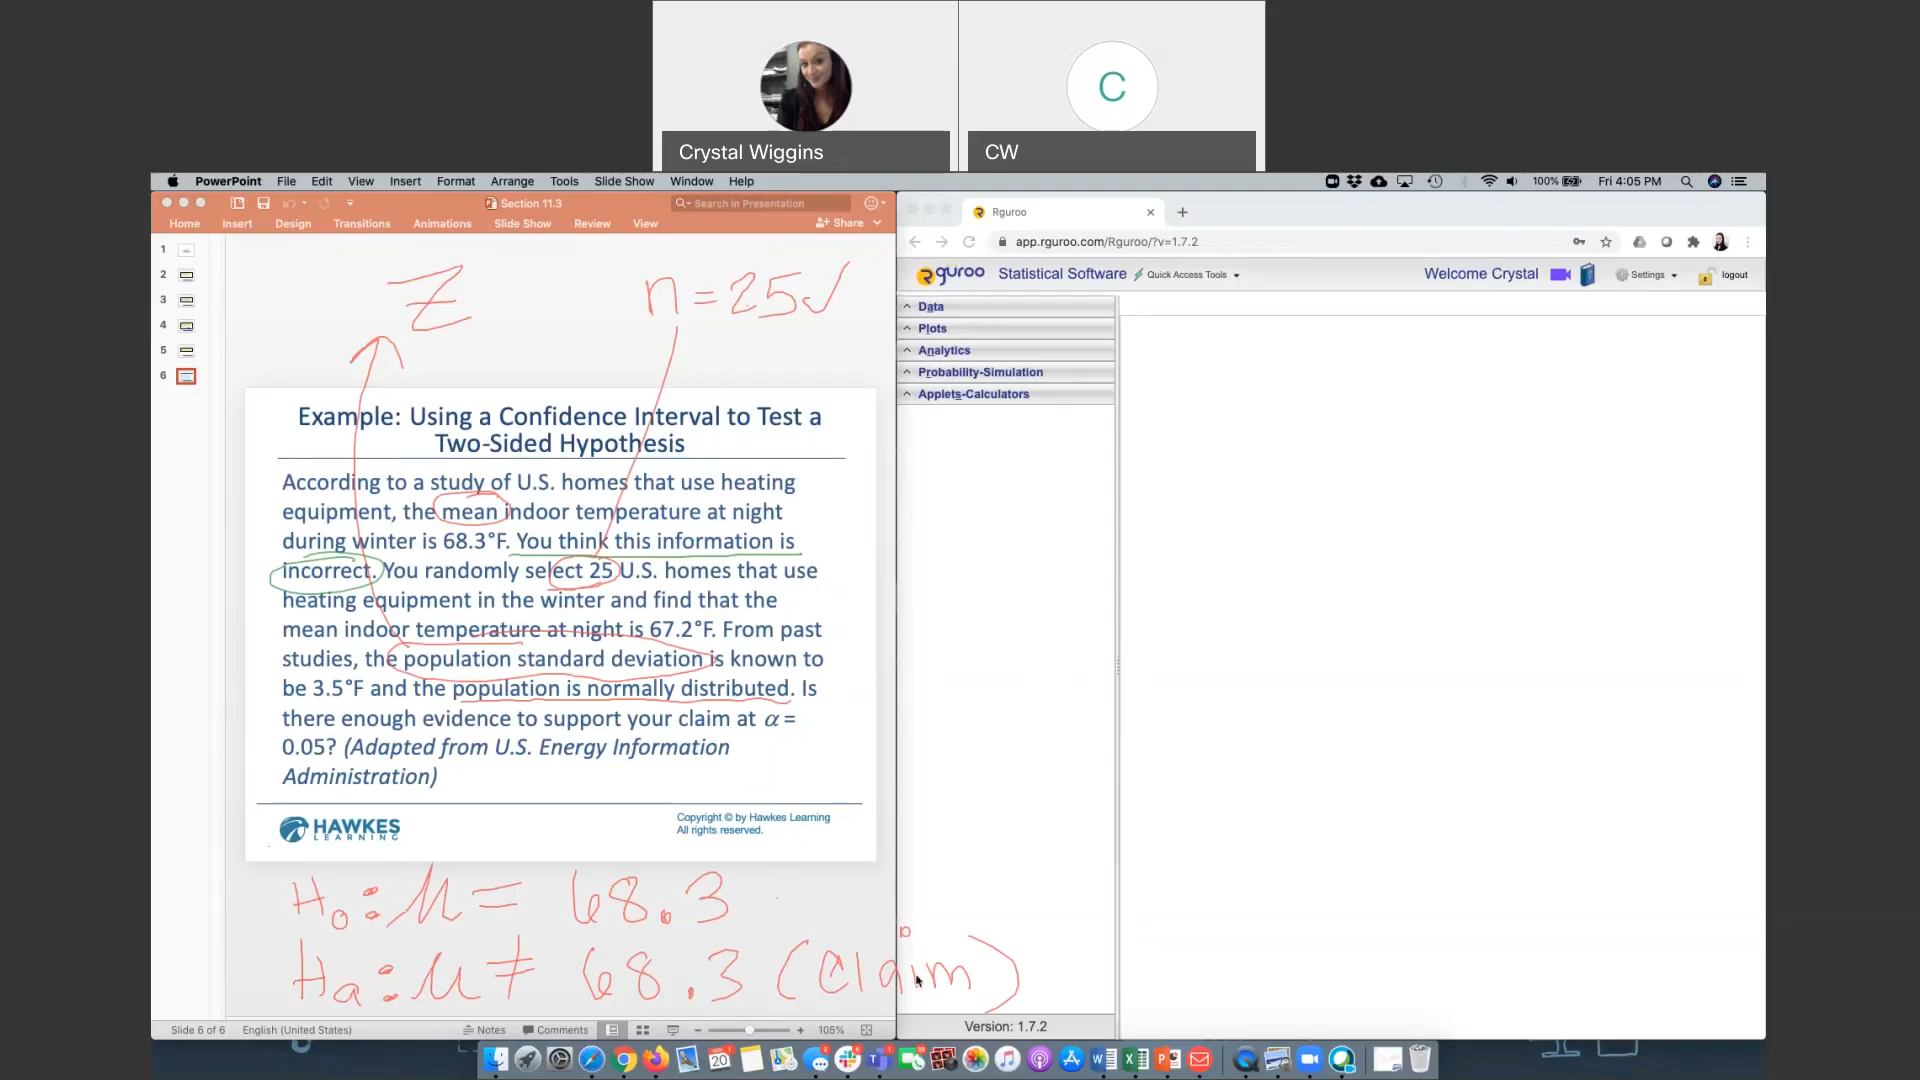 C
Crystal Wiggins
CW
PowerPoint File Edit View Insert Format Arrange Tools Slide Show Window Help
100% Fri 4:05 PM
Section 11.3
Search in Presentation
Home Insert Design Transitions Animations Slide Show Review View Share
1
2
3
4
5
6
Z
n = 25 ✓
Example: Using a Confidence Interval to Test a
Two-Sided Hypothesis
According to a study of U.S. homes that use heating
equipment, the mean indoor temperature at night
during winter is 68.3°F. You think this information is
incorrect. You randomly select 25 U.S. homes that use
heating equipment in the winter and find that the
mean indoor temperature at night is 67.2°F. From past
studies, the population standard deviation is known to
be 3.5°F and the population is normally distributed. Is
there enough evidence to support your claim at α =
0.05? (Adapted from U.S. Energy Information
Administration)
HAWKES
LEARNING
Copyright © by Hawkes Learning
All rights reserved.
H₀: μ = 68.3
Hₐ: μ ≠ 68.3 (Claim)
Slide 6 of 6 English (United States) Notes Comments 105%
Rguroo
app.rguroo.com/Rguroo/?v=1.7.2
Rguroo Statistical Software Quick Access Tools Welcome Crystal Settings logout
Data
Plots
Analytics
Probability-Simulation
Applets-Calculators
Version: 1.7.2